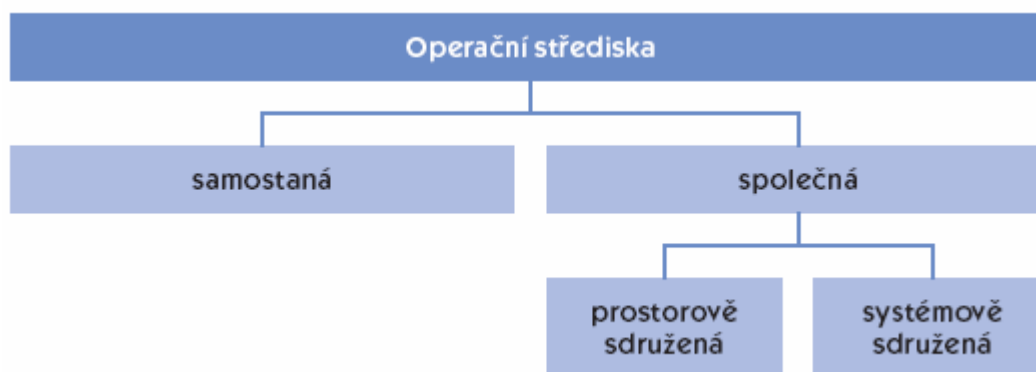 Operační střediska
samostaná
společná
prostorově
sdružená
systémově
sdružená